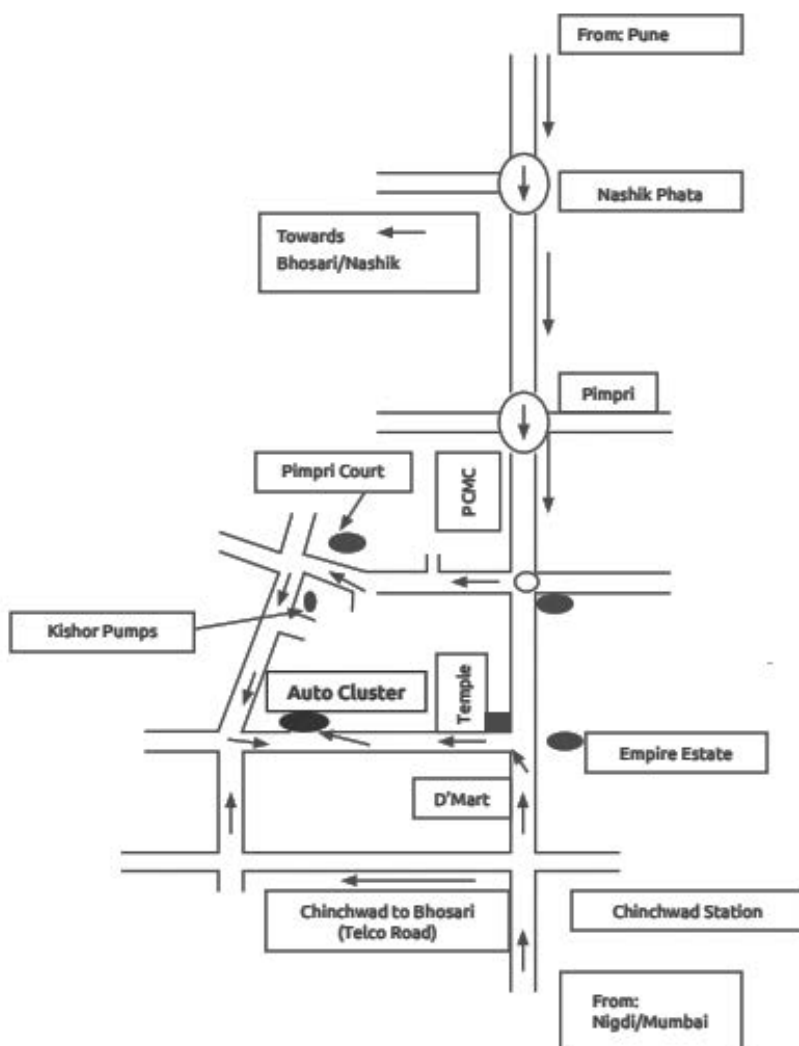 From: Pune
Nashik Phata
Towards
Bhosari/Nashik
Pimpri
Pimpri Court
PCMC
Kishor Pumps
Auto Cluster
Temple
Empire Estate
D'Mart
Chinchwad to Bhosari
(Telco Road)
Chinchwad Station
From:
Nigdi/Mumbai